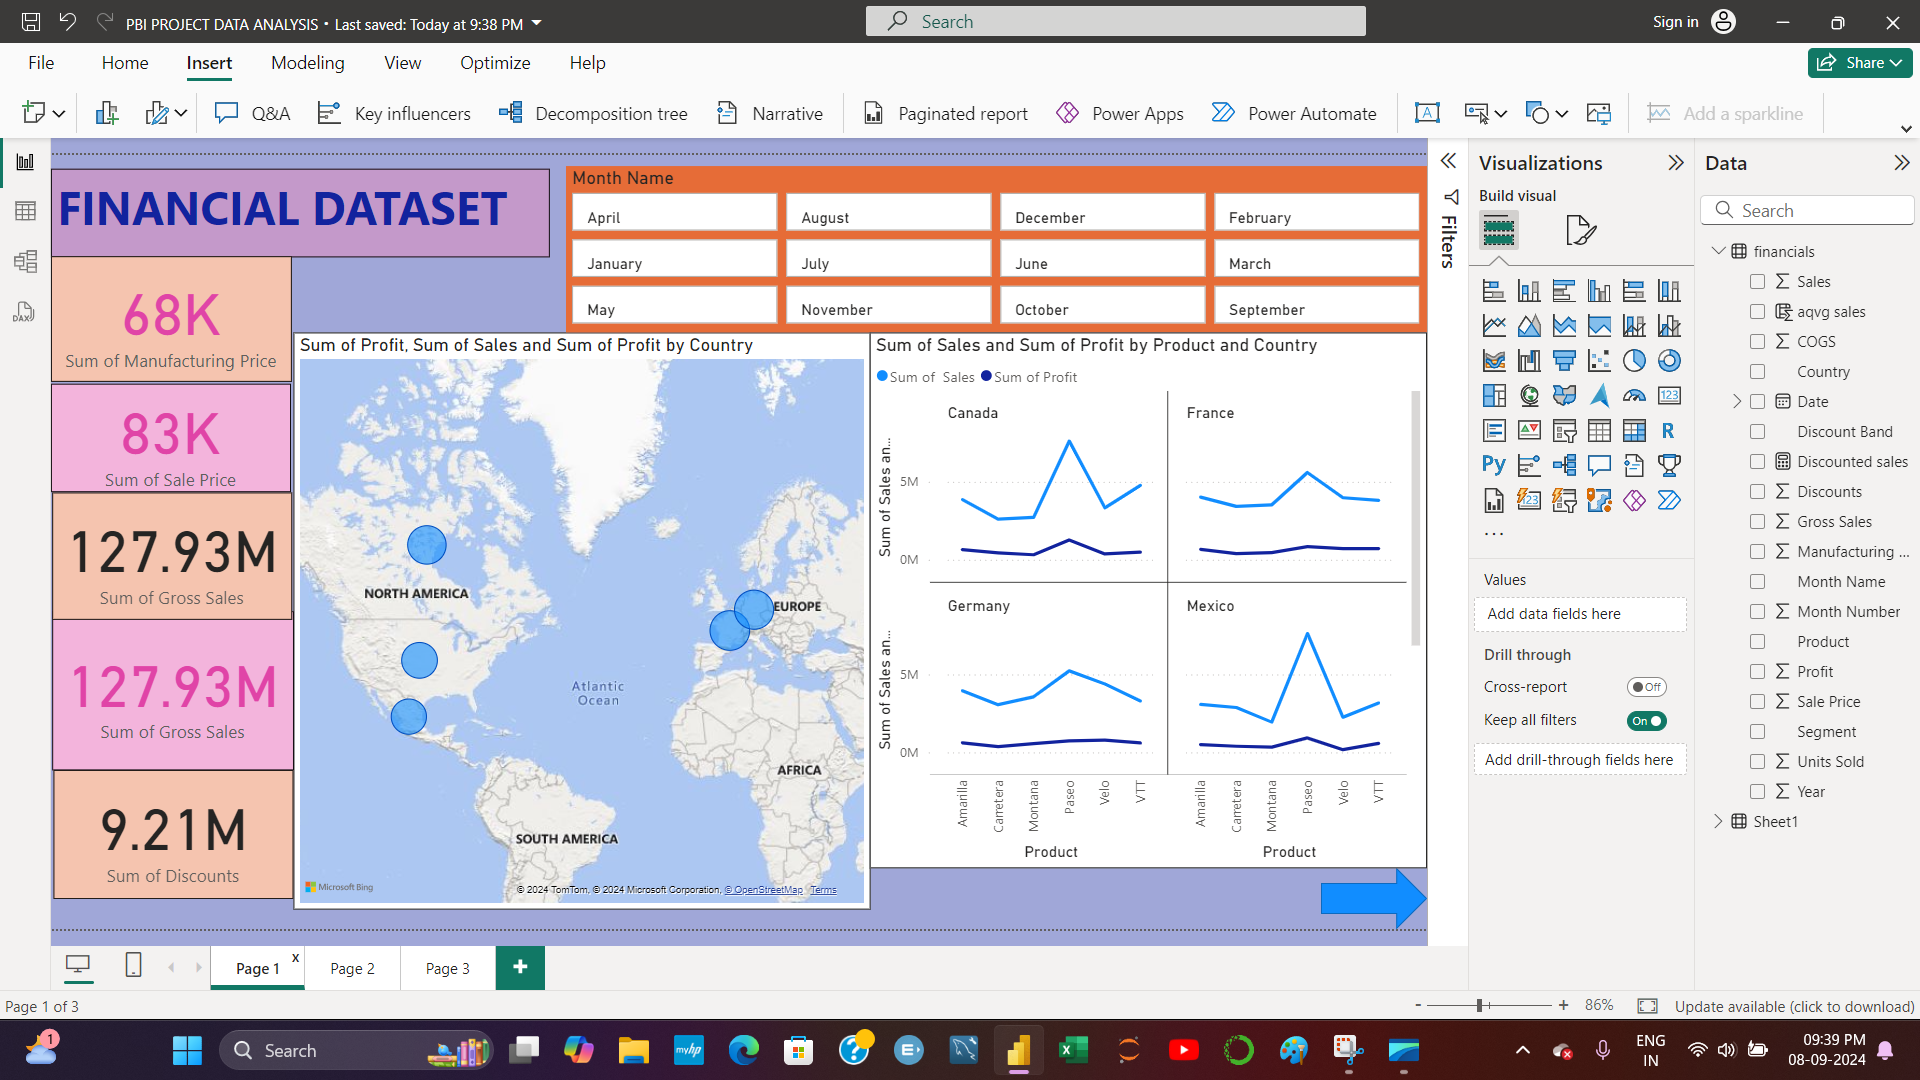 PBI PROJECT DATA ANALYSIS • Last saved: Today at 9:38 PM
Search
Sign in
File Home Insert Modeling View Optimize Help
Share
Q&A Key influencers Decomposition tree Narrative Paginated report Power Apps Power Automate Add a sparkline
FINANCIAL DATASET
68K
Sum of Manufacturing Price
83K
Sum of Sale Price
127.93M
Sum of Gross Sales
127.93M
Sum of Gross Sales
9.21M
Sum of Discounts
Month Name
April August December February
January July June March
May November October September
Sum of Profit, Sum of Sales and Sum of Profit by Country
NORTH AMERICA
EUROPE
Atlantic
Ocean
AFRICA
SOUTH AMERICA
Microsoft Bing
© 2024 TomTom, © 2024 Microsoft Corporation, © OpenStreetMap Terms
Sum of Sales and Sum of Profit by Product and Country
Sum of Sales Sum of Profit
Canada France
Sum of Sales an...
5M
0M
Germany Mexico
Sum of Sales an...
5M
0M
Amarilla Carretera Montana Paseo Velo VTT Amarilla Carretera Montana Paseo Velo VTT
Product Product
Filters
Visualizations
Build visual
123
R
Py
123
...
Values
Add data fields here
Drill through
Cross-report Off
Keep all filters On
Add drill-through fields here
Data
Search
financials
Sales
aqvg sales
COGS
Country
Date
Discount Band
Discounted sales
Discounts
Gross Sales
Manufacturing ...
Month Name
Month Number
Product
Profit
Sale Price
Segment
Units Sold
Year
Sheet1
DAX
Page 1 x Page 2 Page 3 +
Page 1 of 3
- + 86%
Update available (click to download)
1
Search
myhp
ENG
IN
09:39 PM
08-09-2024